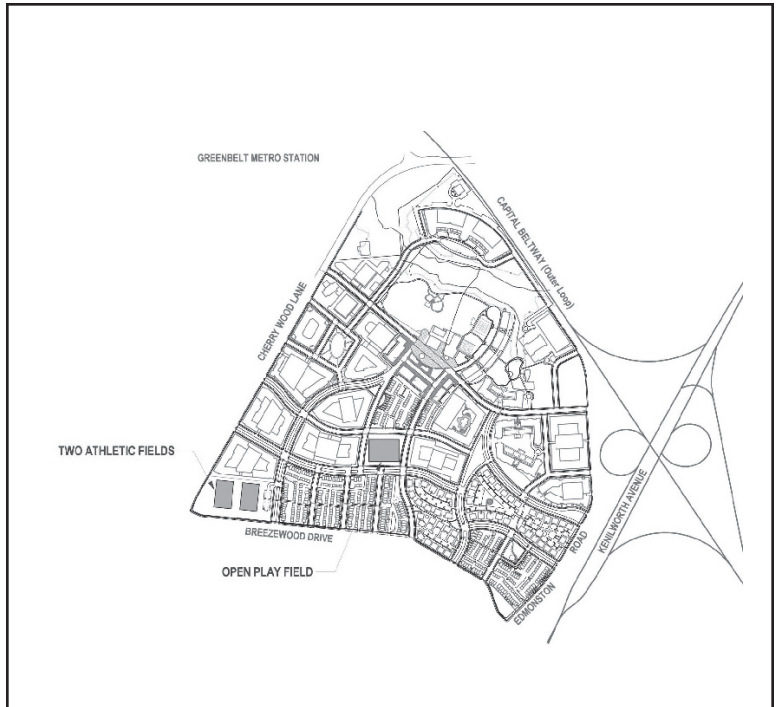 GREENBELT METRO STATION
CAPITAL BELTWAY (Outer Loop)
CHERRY WOOD LANE
TWO ATHLETIC FIELDS
BREEZEWOOD DRIVE
OPEN PLAY FIELD
EDMONSTON ROAD
KENILWORTH AVENUE